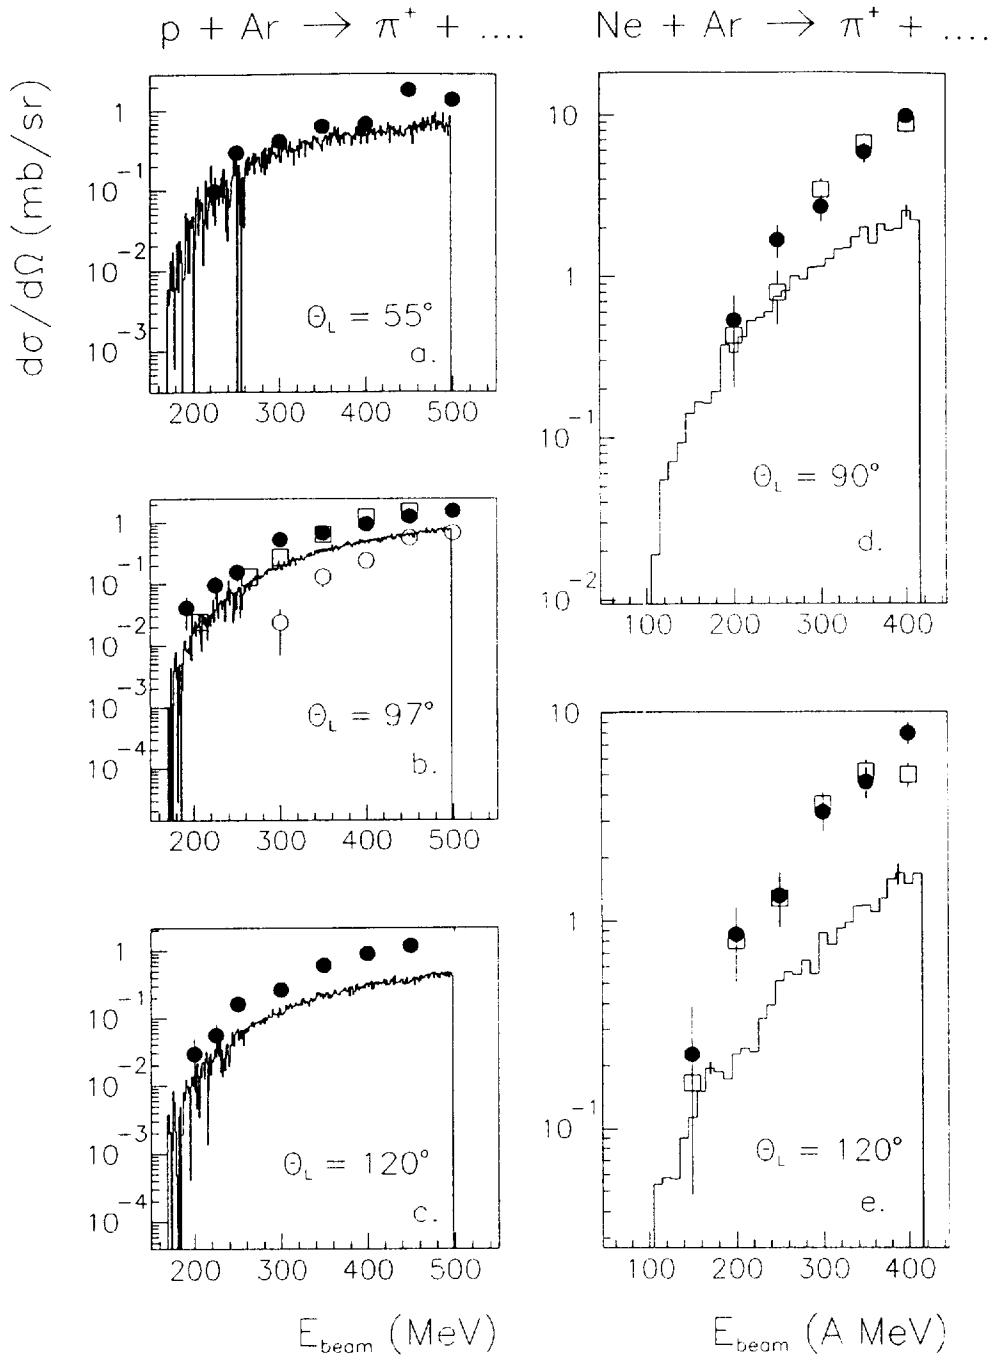 p + Ar → π⁺ + ....
Ne + Ar → π⁺ + ....
dσ/dΩ (mb/sr)
1
10⁻¹
10⁻²
10⁻³
Θ_L = 55°
a.
200 300 400 500
1
10⁻¹
10⁻²
10⁻³
10⁻⁴
Θ_L = 97°
b.
200 300 400 500
1
10⁻¹
10⁻²
10⁻³
10⁻⁴
Θ_L = 120°
c.
200 300 400 500
E_beam (MeV)
10
1
10⁻¹
10⁻²
Θ_L = 90°
d.
100 200 300 400
10
1
10⁻¹
Θ_L = 120°
e.
100 200 300 400
E_beam (A MeV)